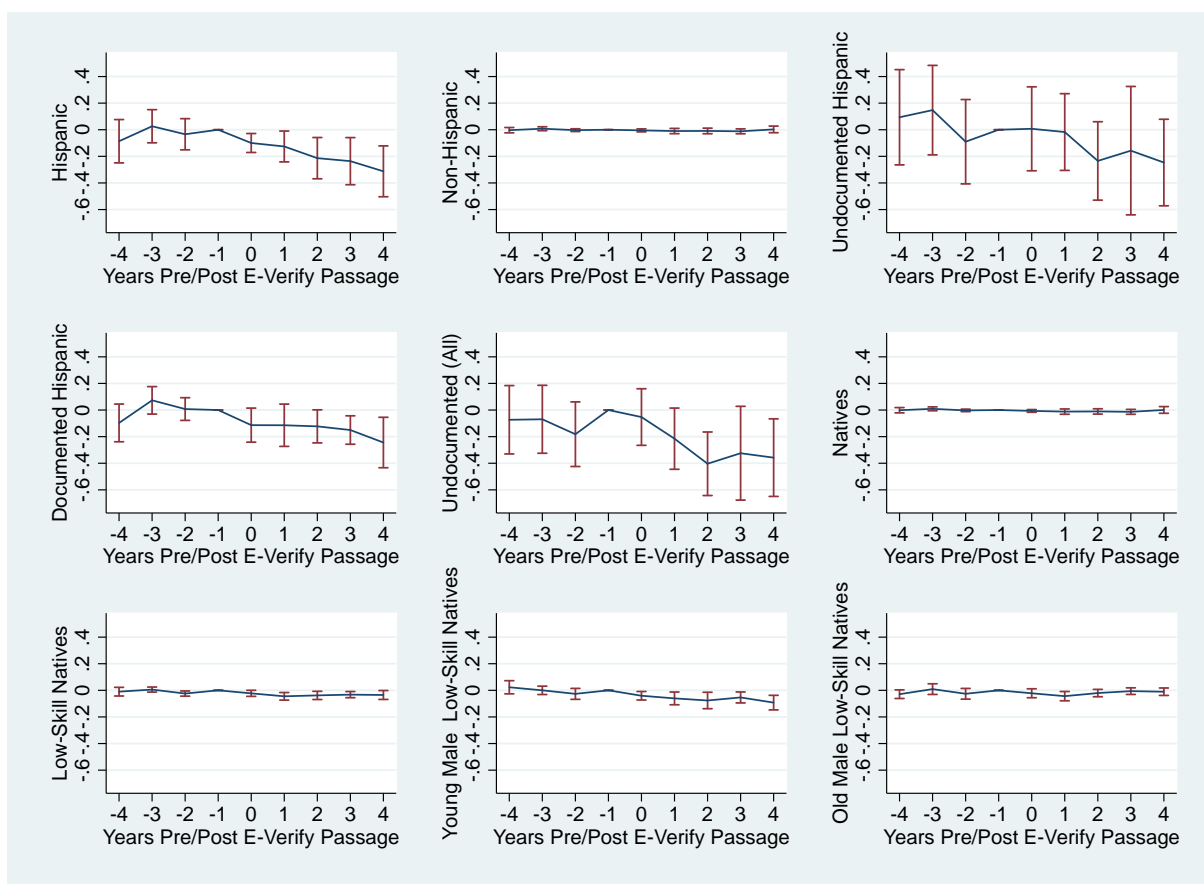 Hispanic
.4
.2
0
-.2
-.4
-.6
-4 -3 -2 -1 0 1 2 3 4
Years Pre/Post E-Verify Passage
Non-Hispanic
.4
.2
0
-.2
-.4
-.6
-4 -3 -2 -1 0 1 2 3 4
Years Pre/Post E-Verify Passage
Undocumented Hispanic
.4
.2
0
-.2
-.4
-.6
-4 -3 -2 -1 0 1 2 3 4
Years Pre/Post E-Verify Passage
Documented Hispanic
.4
.2
0
-.2
-.4
-.6
-4 -3 -2 -1 0 1 2 3 4
Years Pre/Post E-Verify Passage
Undocumented (All)
.4
.2
0
-.2
-.4
-.6
-4 -3 -2 -1 0 1 2 3 4
Years Pre/Post E-Verify Passage
Natives
.4
.2
0
-.2
-.4
-.6
-4 -3 -2 -1 0 1 2 3 4
Years Pre/Post E-Verify Passage
Low-Skill Natives
.4
.2
0
-.2
-.4
-.6
-4 -3 -2 -1 0 1 2 3 4
Years Pre/Post E-Verify Passage
Young Male Low-Skill Natives
.4
.2
0
-.2
-.4
-.6
-4 -3 -2 -1 0 1 2 3 4
Years Pre/Post E-Verify Passage
Old Male Low-Skill Natives
.4
.2
0
-.2
-.4
-.6
-4 -3 -2 -1 0 1 2 3 4
Years Pre/Post E-Verify Passage